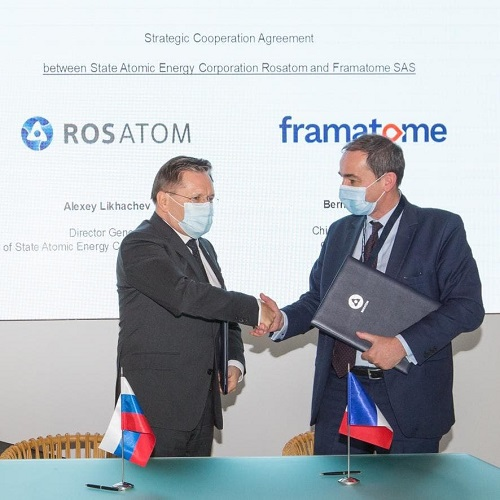 Strategic Cooperation Agreement
between State Atomic Energy Corporation Rosatom and Framatome SAS
ROSATOM
framatome
Alexey Likhachev
Director Gene
of State Atomic Energy C
Bern
Chi